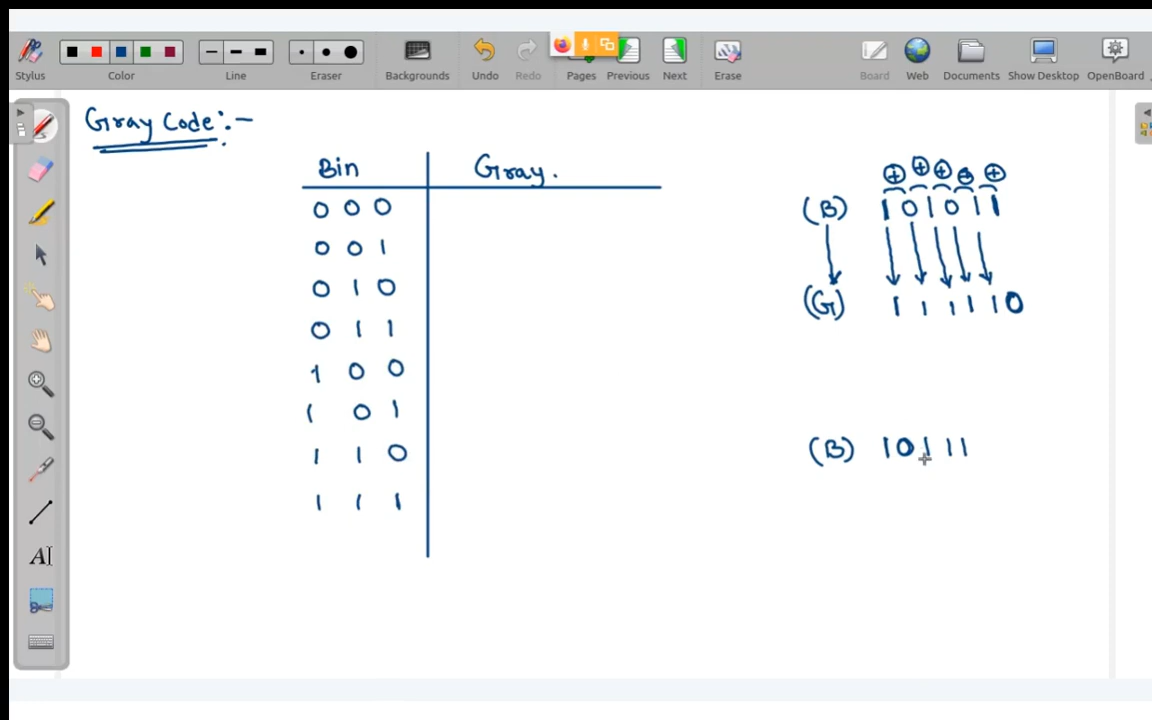 Stylus Color Line Eraser Backgrounds Undo Redo Pages Previous Next Erase Board Web Documents Show Desktop OpenBoard
Gray Code :-
Bin Gray.
0 0 0
0 0 1
0 1 0
0 1 1
1 0 0
1 0 1
1 1 0
1 1 1
⊕ ⊕ ⊕ ⊕ ⊕
(B) 1 0 1 0 1 1
(G) 1 1 1 1 1 0
(B) 1 0 1 1 1
AI